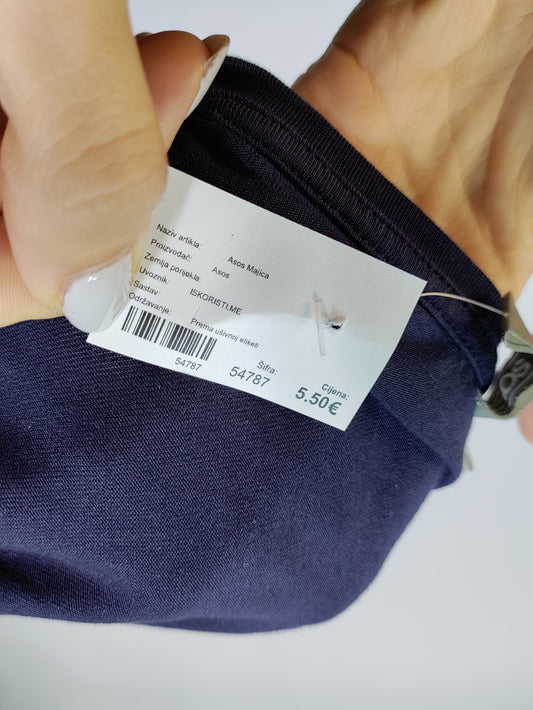 Naziv artikla: Asos Majica
Proizvođač: Asos
Zemlja porijekla:
Uvoznik: ISKORISTI.ME
Sastav:
Održavanje: Prema ušivnoj etiketi
54787
Šifra:
54787
Cijena:
5.50€